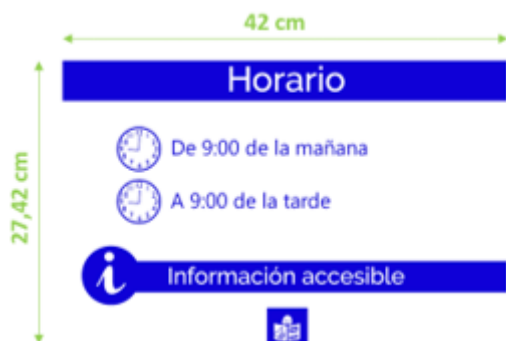 42 cm
27,42 cm
Horario
De 9:00 de la mañana
A 9:00 de la tarde
i Información accesible